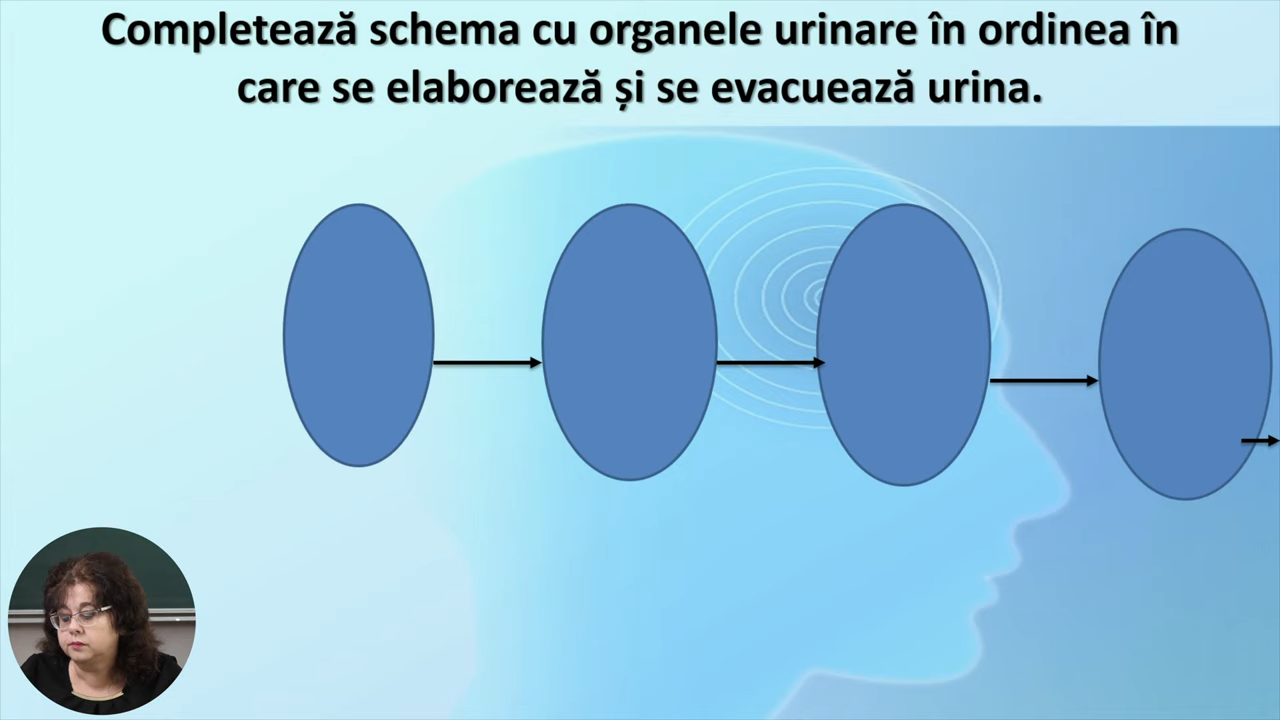 Completează schema cu organele urinare în ordinea în
care se elaborează și se evacuează urina.